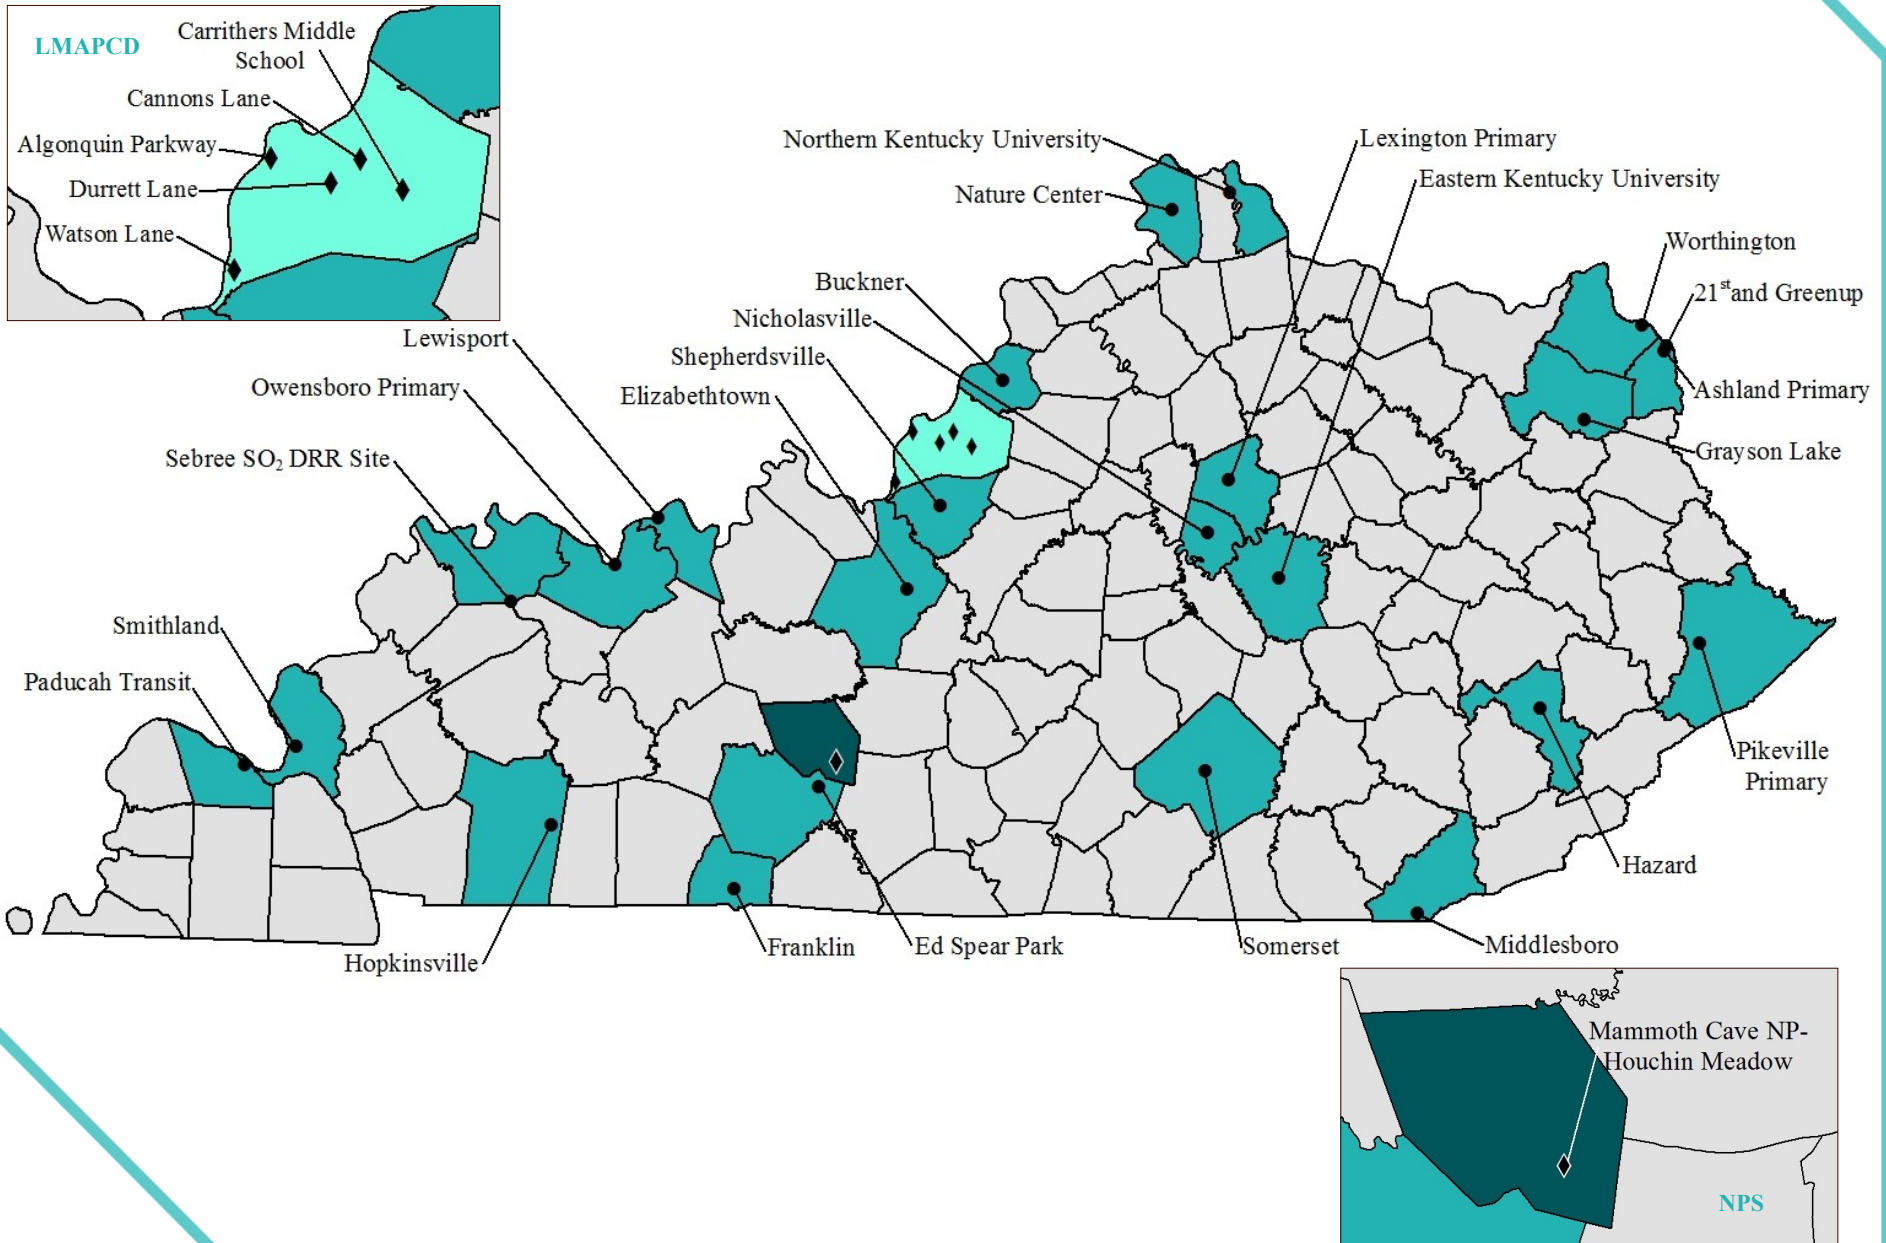 LMAPCD
Carrithers Middle
School
Cannons Lane
Algonquin Parkway
Durrett Lane
Watson Lane
Northern Kentucky University
Nature Center
Lexington Primary
Eastern Kentucky University
Worthington
21st and Greenup
Ashland Primary
Grayson Lake
Buckner
Nicholasville
Shepherdsville
Elizabethtown
Lewisport
Owensboro Primary
Sebree SO₂ DRR Site
Smithland
Paducah Transit
Pikeville
Primary
Hazard
Middlesboro
Somerset
Ed Spear Park
Franklin
Hopkinsville
Mammoth Cave NP-
Houchin Meadow
NPS